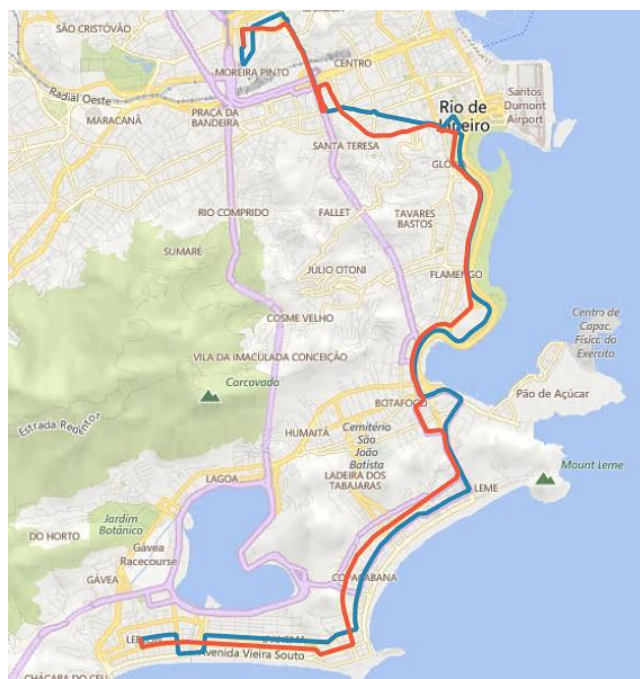 SÃO CRISTÓVÃO
MOREIRA PINTO
CENTRO
Radial Oeste
Santos
Dumont
Airport
Rio de
Janeiro
MARACANÃ
PRAÇA DA
BANDEIRA
SANTA TERESA
RIO COMPRIDO
FALLET
TAVARES
BASTOS
SUMARÉ
JÚLIO OTONI
FLAMENGO
COSME VELHO
Centro de
Capac.
Física do
Exército
VILA DA IMACULADA CONCEIÇÃO
Corcovado
Pão de Açúcar
BOTAFOGO
Estrada Redentor
HUMAITÁ
Cemitério
São
João
Batista
Mount Leme
LAGOA
LADEIRA DOS
TABAJARAS
LEME
Jardim
Botânico
DO HORTO
Gávea
Racecourse
GÁVEA
COPACABANA
Avenida Vieira Souto
CHÁCARA DO CÉU